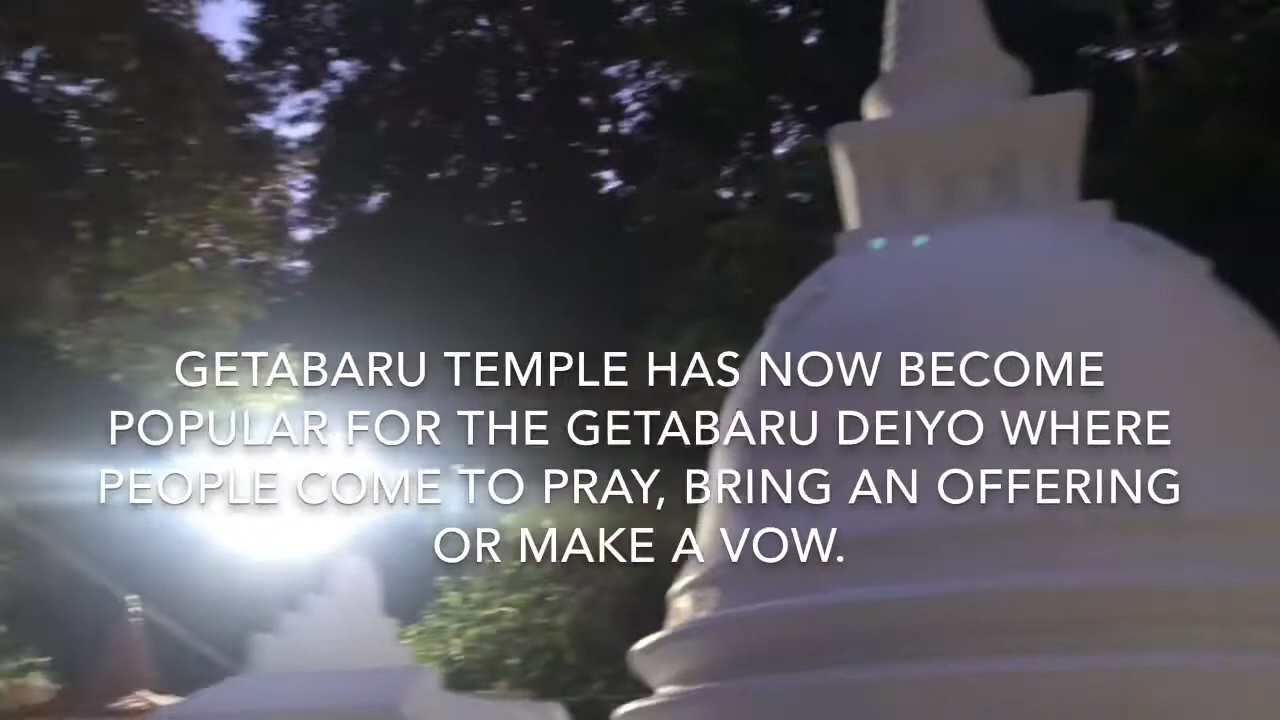 GETABARU TEMPLE HAS NOW BECOME
POPULAR FOR THE GETABARU DEIYO WHERE
PEOPLE COME TO PRAY, BRING AN OFFERING
OR MAKE A VOW.